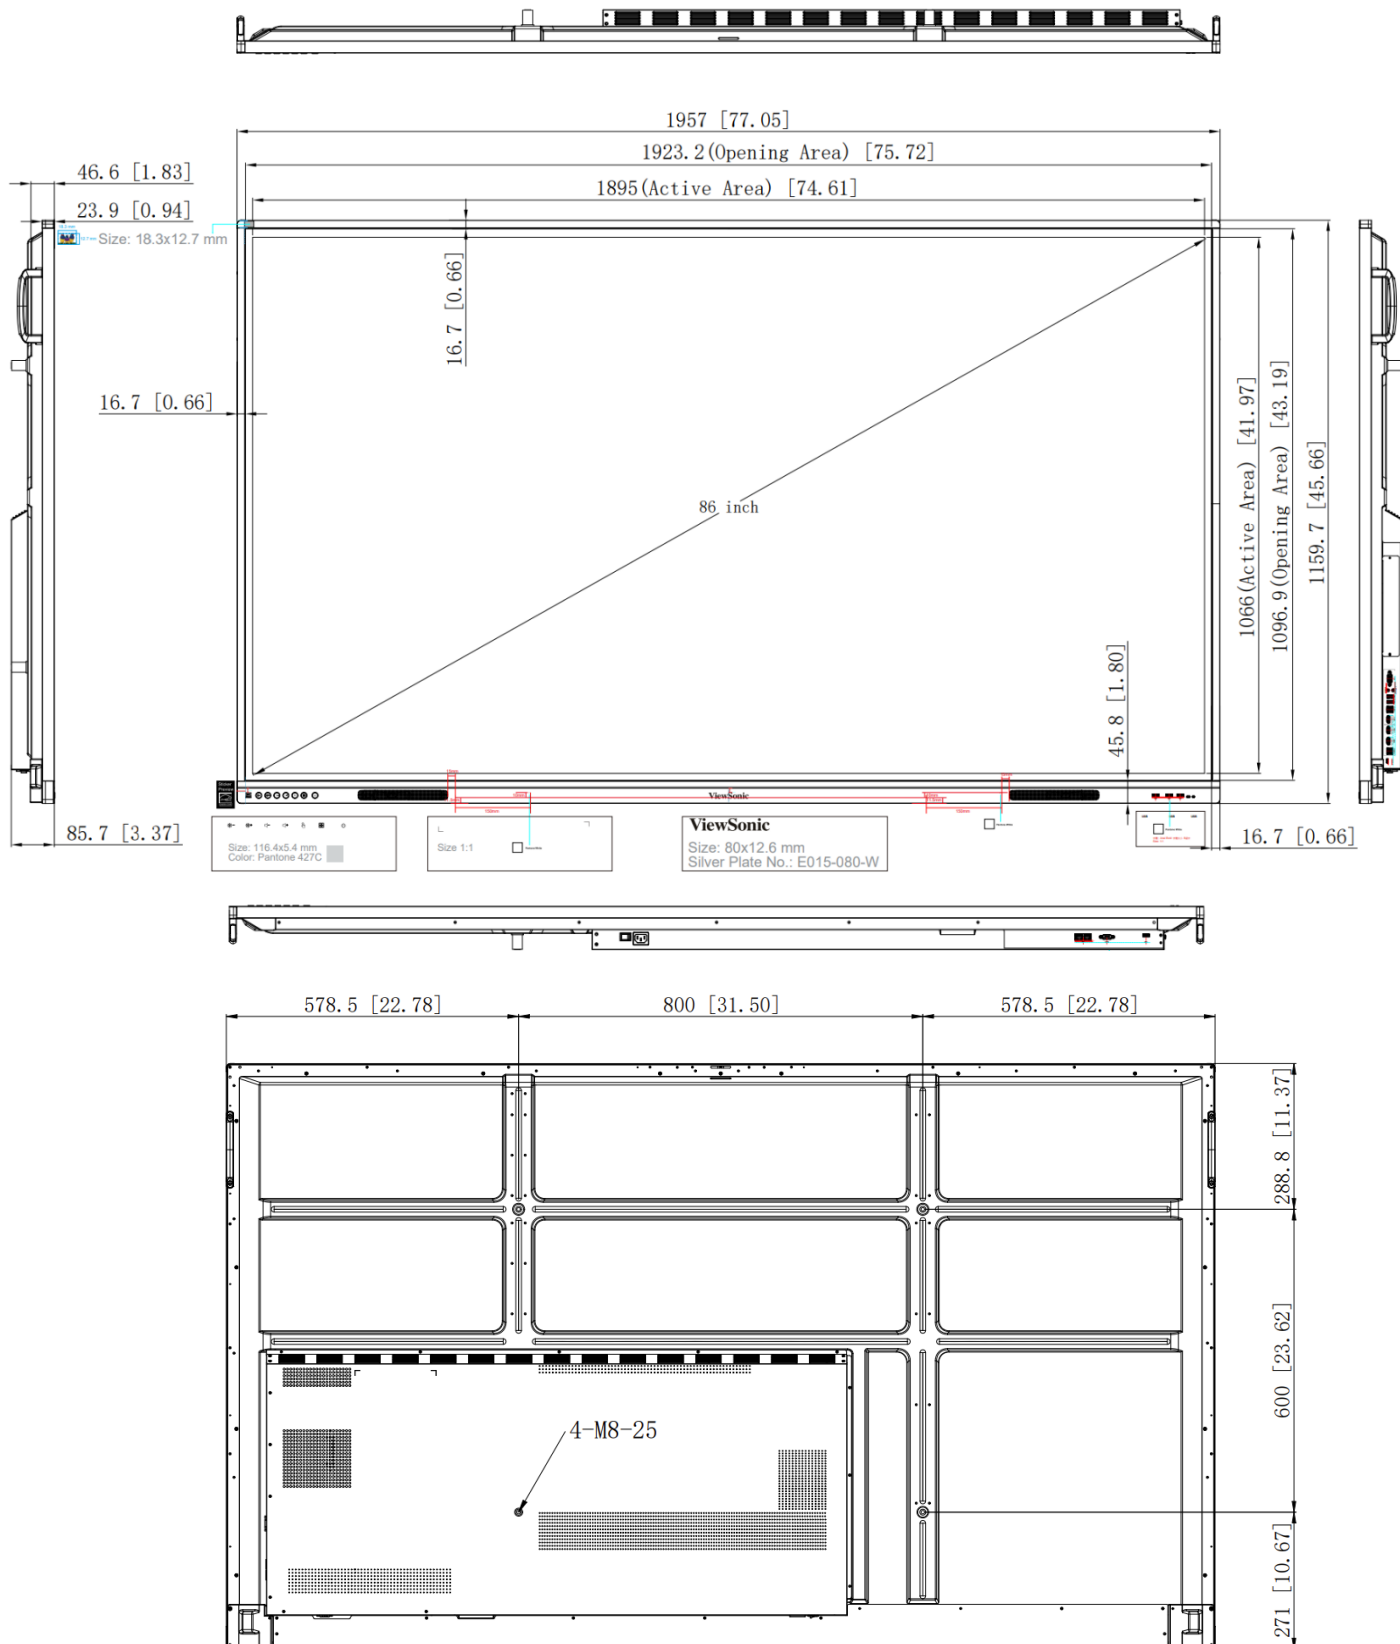 1957 [77.05]
1923.2(Opening Area) [75.72]
1895(Active Area) [74.61]
46.6 [1.83]
23.9 [0.94]
Size: 18.3x12.7 mm
16.7 [0.66]
16.7 [0.66]
86 inch
1066(Active Area) [41.97]
1096.9(Opening Area) [43.19]
1159.7 [45.66]
45.8 [1.80]
ViewSonic
85.7 [3.37]
16.7 [0.66]
Size: 116.4x5.4 mm
Color: Pantone 427C
Size 1:1
ViewSonic
Size: 80x12.6 mm
Silver Plate No.: E015-080-W
578.5 [22.78]
800 [31.50]
578.5 [22.78]
288.8 [11.37]
600 [23.62]
4-M8-25
271 [10.67]